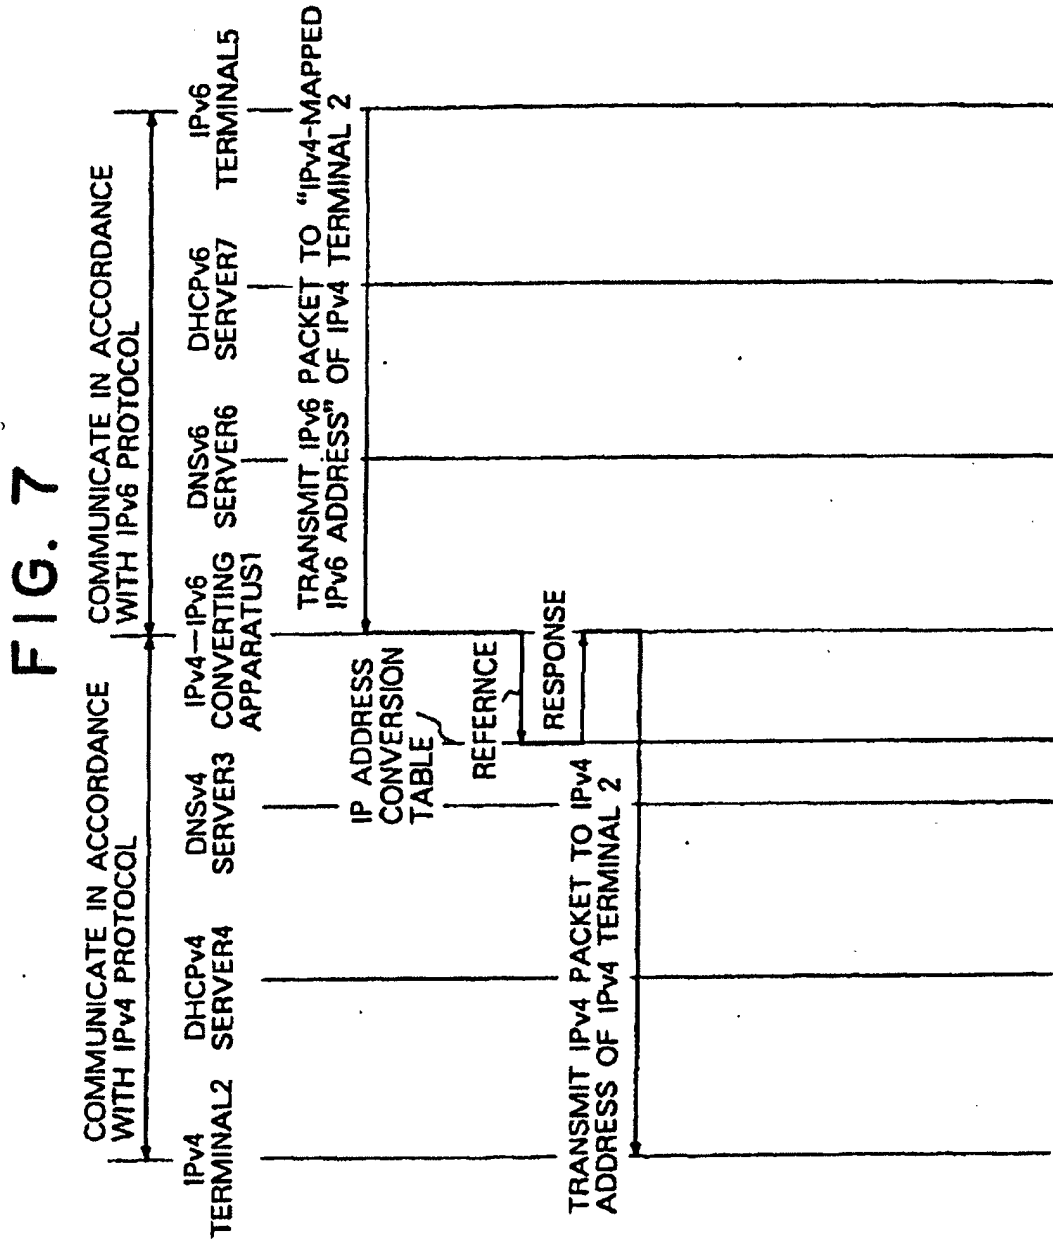 FIG. 7
COMMUNICATE IN ACCORDANCE
WITH IPv4 PROTOCOL
COMMUNICATE IN ACCORDANCE
WITH IPv6 PROTOCOL
IPv4
TERMINAL2
DHCPv4
SERVER4
DNSv4
SERVER3
IPv4-IPv6
CONVERTING
APPARATUS1
DNSv6
SERVER6
DHCPv6
SERVER7
IPv6
TERMINAL5
TRANSMIT IPv6 PACKET TO "IPv4-MAPPED
IPv6 ADDRESS" OF IPv4 TERMINAL 2
IP ADDRESS
CONVERSION
TABLE
REFERNCE
RESPONSE
TRANSMIT IPv4 PACKET TO IPv4
ADDRESS OF IPv4 TERMINAL 2